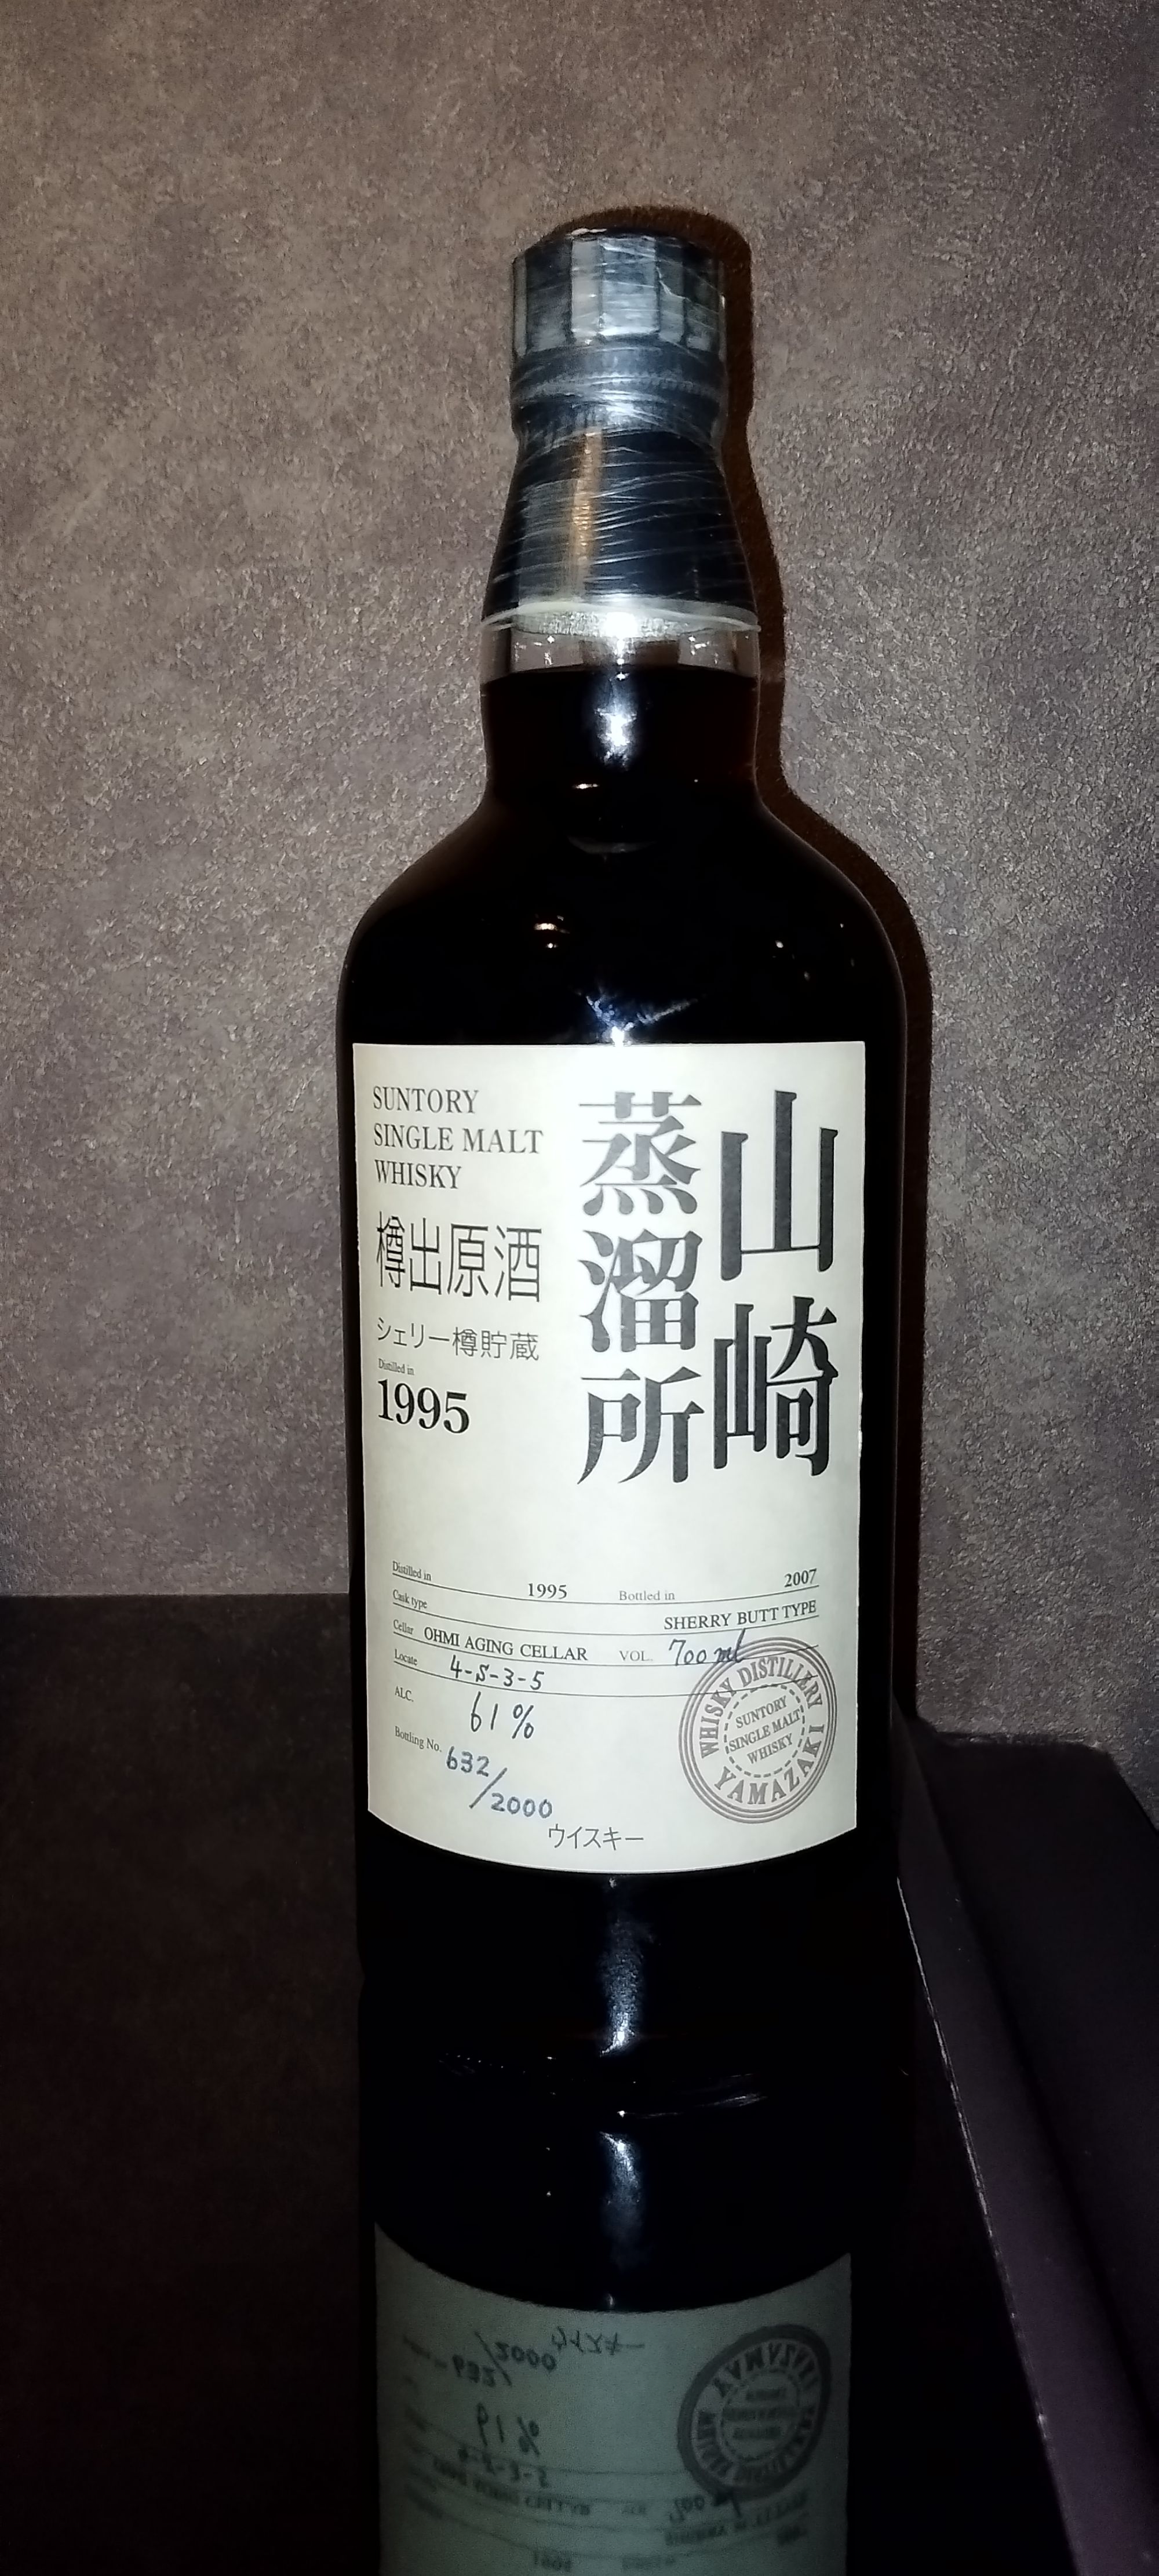 山崎
蒸溜所
SUNTORY
SINGLE MALT
WHISKY
樽出原酒
シェリー樽貯蔵
Distilled in
1995
Distilled in 1995 Bottled in 2007
Cask type SHERRY BUTT TYPE
Cellar OHMI AGING CELLAR VOL. 700 ml
Locate 4-S-3-5
ALC. 61%
Bottling No. 632/2000
WHISKY DISTILLERY
SUNTORY
SINGLE MALT
WHISKY
YAMAZAKI
ウイスキー